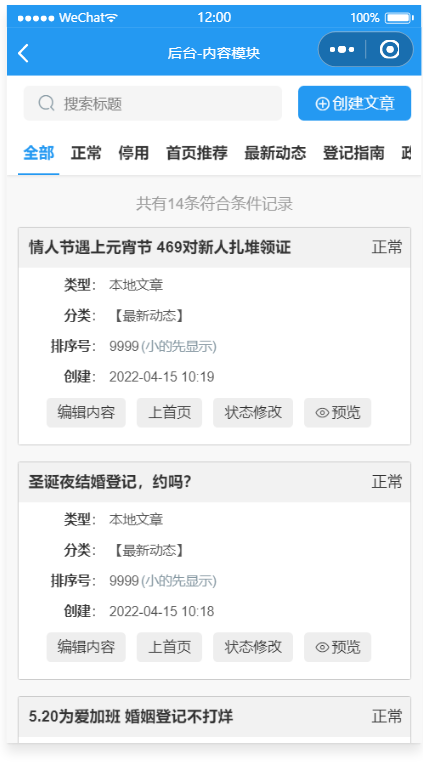 WeChat 12:00 100%
后台-内容模块
搜索标题 创建文章
全部 正常 停用 首页推荐 最新动态 登记指南
共有14条符合条件记录
情人节遇上元宵节 469对新人扎堆领证 正常
类型： 本地文章
分类： 【最新动态】
排序号： 9999 (小的先显示)
创建： 2022-04-15 10:19
编辑内容 上首页 状态修改 预览
圣诞夜结婚登记，约吗? 正常
类型： 本地文章
分类： 【最新动态】
排序号： 9999 (小的先显示)
创建： 2022-04-15 10:18
编辑内容 上首页 状态修改 预览
5.20为爱加班 婚姻登记不打烊 正常